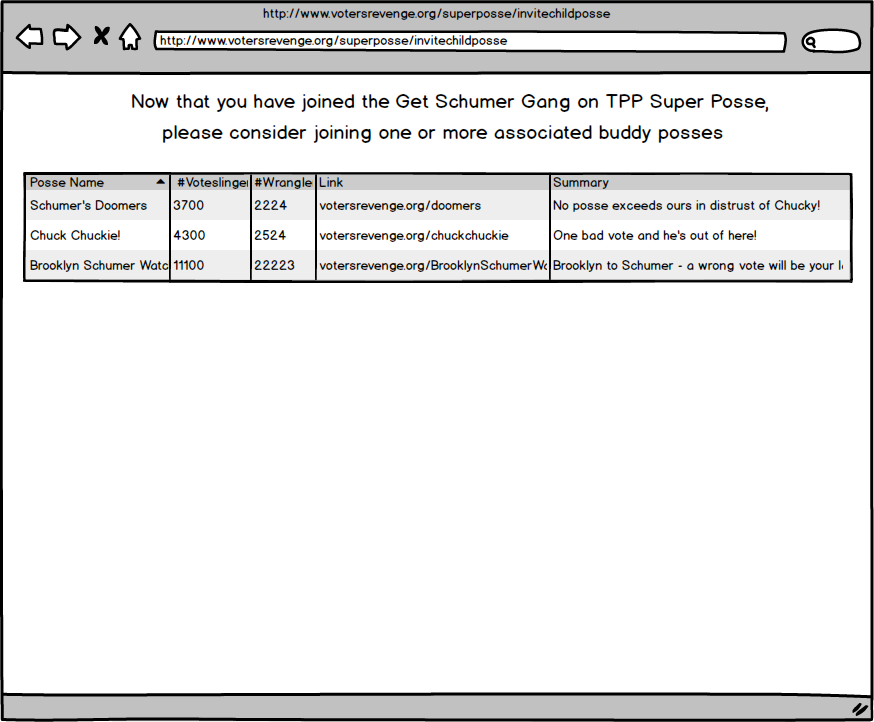 http://www.votersrevenge.org/superposse/invitechildposse
http://www.votersrevenge.org/superposse/invitechildposse
Now that you have joined the Get Schumer Gang on TPP Super Posse,
please consider joining one or more associated buddy posses
Posse Name #Voteslinger #Wrangle Link Summary
Schumer's Doomers 3700 2224 votersrevenge.org/doomers No posse exceeds ours in distrust of Chucky!
Chuck Chuckie! 4300 2524 votersrevenge.org/chuckchuckie One bad vote and he's out of here!
Brooklyn Schumer Watc 11100 22223 votersrevenge.org/BrooklynSchumerWa Brooklyn to Schumer - a wrong vote will be your